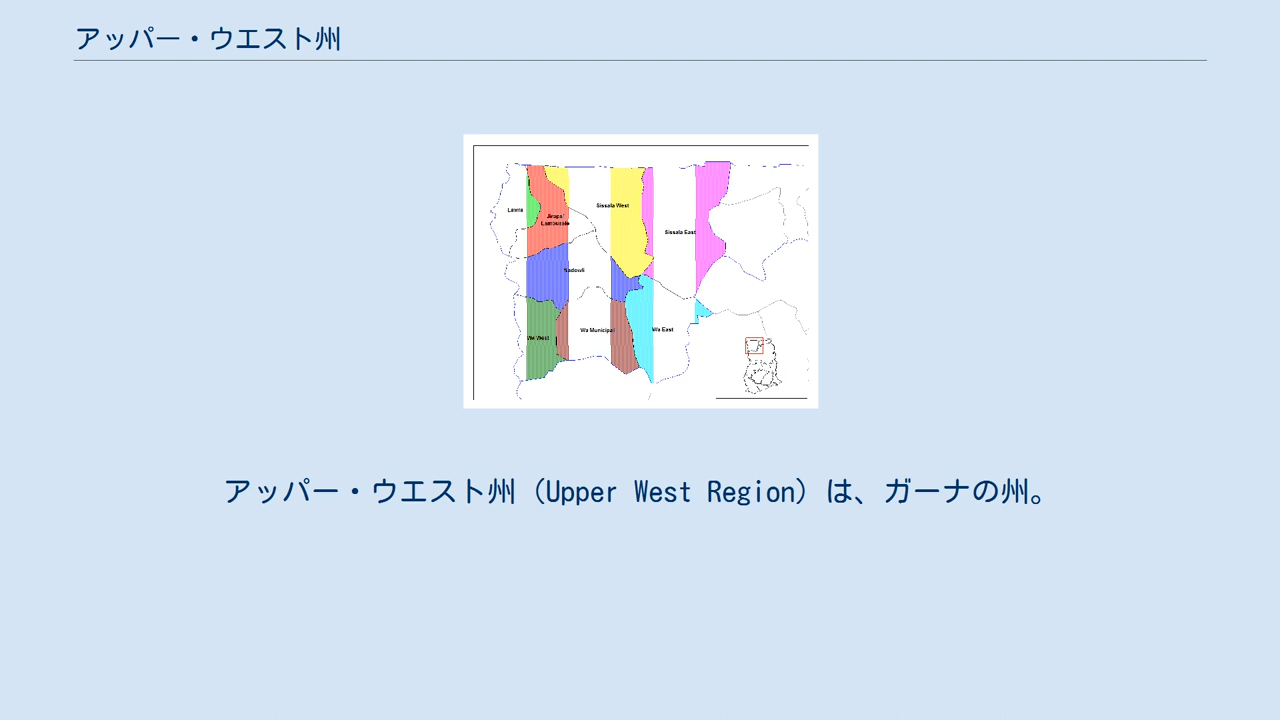 アッパー・ウエスト州
Lawra
Sissala West
Jirapa/
Lambussie
Sissala East
Nadowli
Wa Municipal
Wa East
Wa West
アッパー・ウエスト州（Upper West Region）は、ガーナの州。